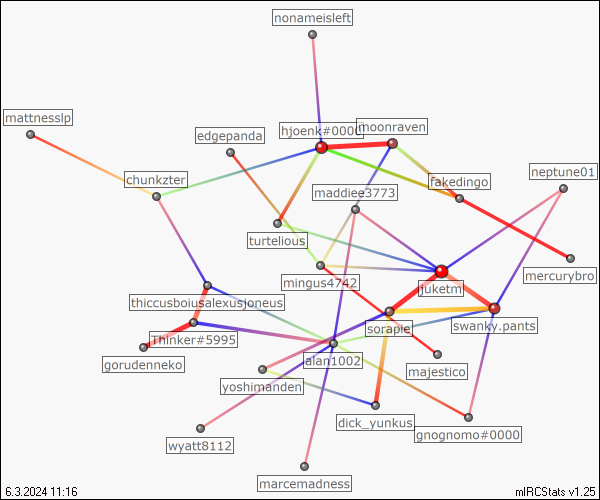 nonameisleft
mattnesslp
edgepanda
hjoenk#0000
moonraven
neptune01
chunkzter
maddiee3773
fakedingo
turtelious
mingus4742
juketm
mercurybro
thiccusboiusalexusjoneus
sorapie
swanky.pants
Thinker#5995
gorudenneko
alan1002
majestico
yoshimanden
dick_yunkus
gnognomo#0000
wyatt8112
marcemadness
6.3.2024 11:16
mIRCStats v1.25